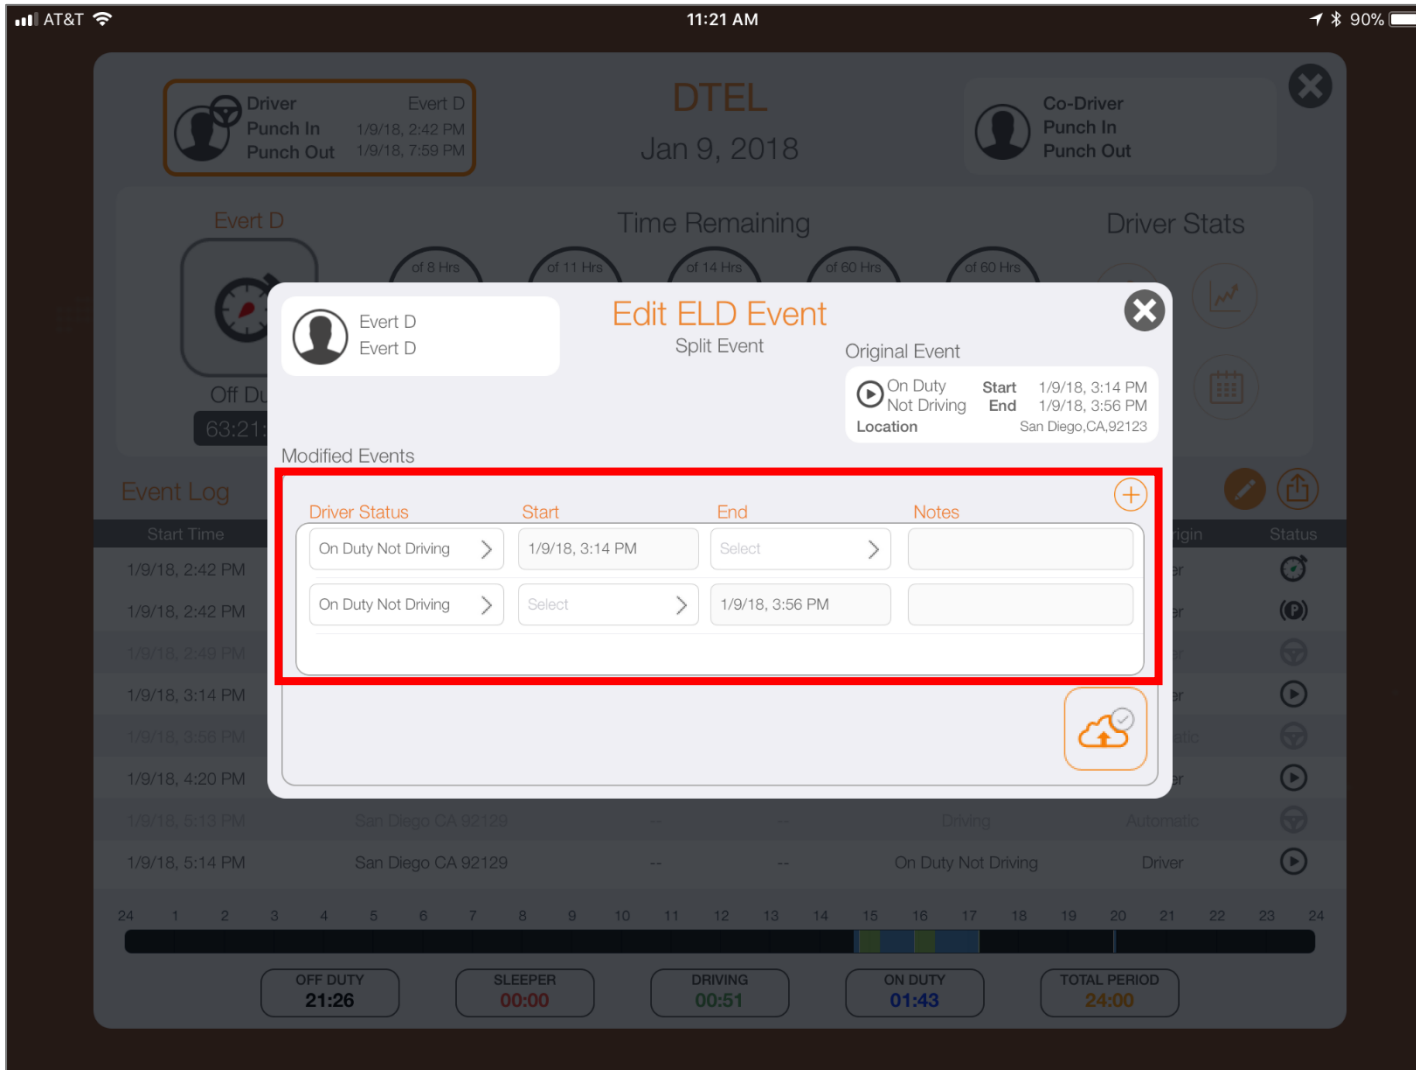 AT&T 11:21 AM 90%
Driver Evert D
Punch In 1/9/18, 2:42 PM
Punch Out 1/9/18, 7:59 PM
DTEL
Jan 9, 2018
Co-Driver
Punch In
Punch Out
Evert D
Time Remaining
Driver Stats
of 8 Hrs of 11 Hrs of 14 Hrs of 60 Hrs of 60 Hrs
Off Du
63:21:
Evert D
Evert D
Edit ELD Event
Split Event
Original Event
On Duty Start 1/9/18, 3:14 PM
Not Driving End 1/9/18, 3:56 PM
Location San Diego,CA,92123
Modified Events
Driver Status Start End Notes
On Duty Not Driving 1/9/18, 3:14 PM Select
On Duty Not Driving Select 1/9/18, 3:56 PM
Event Log
Start Time rigin Status
1/9/18, 2:42 PM er
1/9/18, 2:42 PM er
1/9/18, 2:49 PM er
1/9/18, 3:14 PM er
1/9/18, 3:56 PM atic
1/9/18, 4:20 PM er
1/9/18, 5:13 PM San Diego CA 92129 -- -- Driving Automatic
1/9/18, 5:14 PM San Diego CA 92129 -- -- On Duty Not Driving Driver
24 1 2 3 4 5 6 7 8 9 10 11 12 13 14 15 16 17 18 19 20 21 22 23 24
OFF DUTY SLEEPER DRIVING ON DUTY TOTAL PERIOD
21:26 00:00 00:51 01:43 24:00